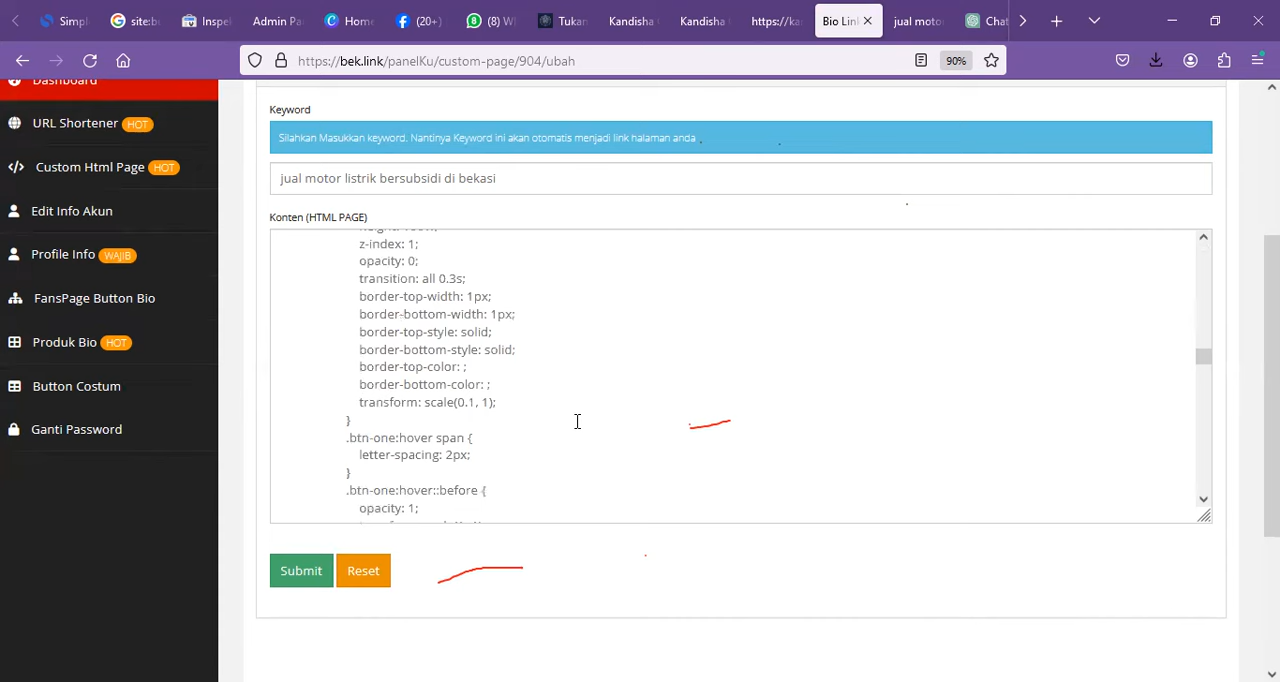 Simpl
site:b
Inspek
Admin Pa
Home
(20+)
(8) W
Tukan
Kandisha
Kandisha
https://ka
Bio Lin
jual moto
Chat
https://bek.link/panelKu/custom-page/904/ubah
90%
Dashboard
URL Shortener HOT
Custom Html Page HOT
Edit Info Akun
Profile Info WAJIB
FansPage Button Bio
Produk Bio HOT
Button Costum
Ganti Password
Keyword
Silahkan Masukkan keyword. Nantinya Keyword ini akan otomatis menjadi link halaman anda
jual motor listrik bersubsidi di bekasi
Konten (HTML PAGE)
z-index: 1;
opacity: 0;
transition: all 0.3s;
border-top-width: 1px;
border-bottom-width: 1px;
border-top-style: solid;
border-bottom-style: solid;
border-top-color: ;
border-bottom-color: ;
transform: scale(0.1, 1);
}
.btn-one:hover span {
letter-spacing: 2px;
}
.btn-one:hover::before {
opacity: 1;
Submit
Reset